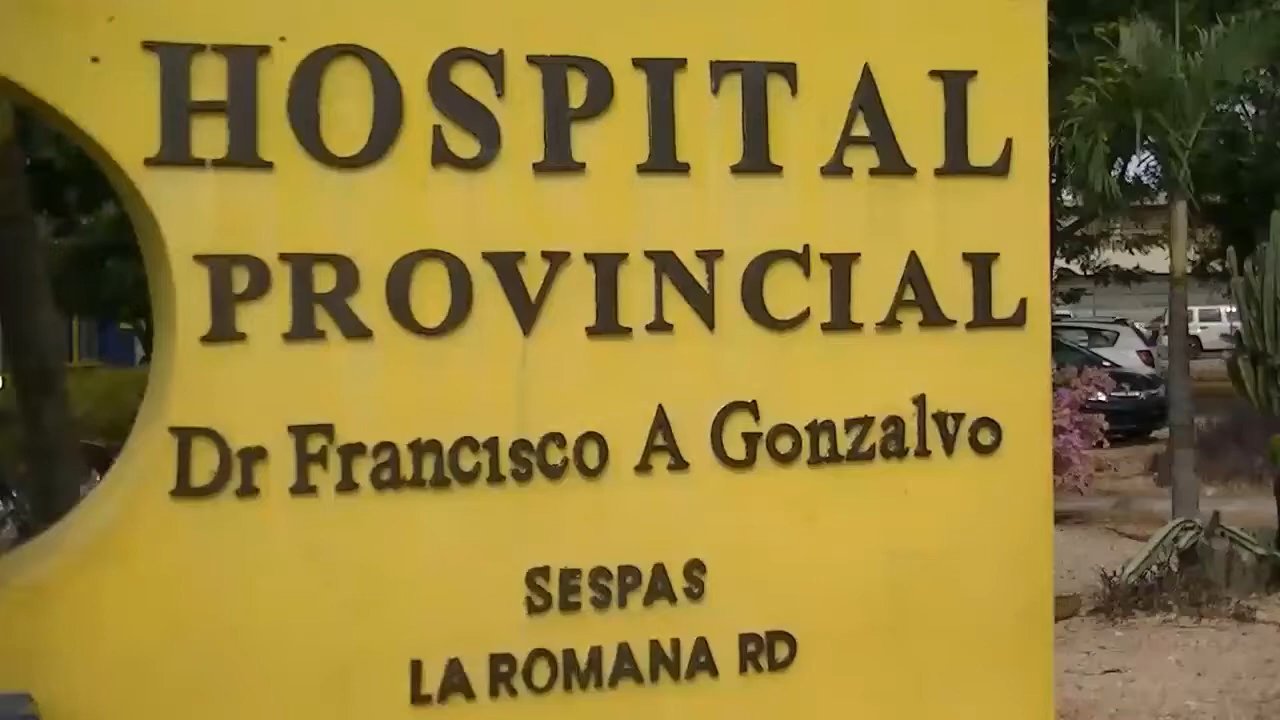 HOSPITAL
PROVINCIAL
Dr Francisco A Gonzalvo
SESPAS
LA ROMANA RD